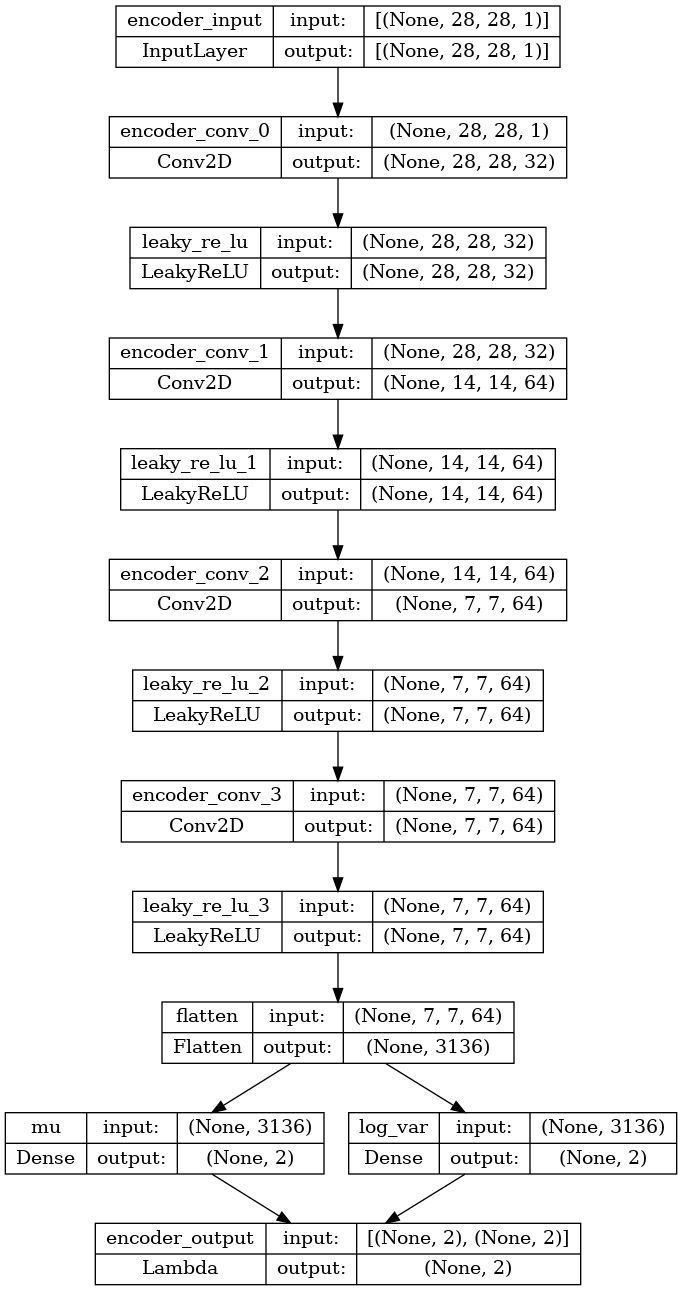 encoder_input input: [(None, 28, 28, 1)]
InputLayer output: [(None, 28, 28, 1)]
encoder_conv_0 input: (None, 28, 28, 1)
Conv2D output: (None, 28, 28, 32)
leaky_re_lu input: (None, 28, 28, 32)
LeakyReLU output: (None, 28, 28, 32)
encoder_conv_1 input: (None, 28, 28, 32)
Conv2D output: (None, 14, 14, 64)
leaky_re_lu_1 input: (None, 14, 14, 64)
LeakyReLU output: (None, 14, 14, 64)
encoder_conv_2 input: (None, 14, 14, 64)
Conv2D output: (None, 7, 7, 64)
leaky_re_lu_2 input: (None, 7, 7, 64)
LeakyReLU output: (None, 7, 7, 64)
encoder_conv_3 input: (None, 7, 7, 64)
Conv2D output: (None, 7, 7, 64)
leaky_re_lu_3 input: (None, 7, 7, 64)
LeakyReLU output: (None, 7, 7, 64)
flatten input: (None, 7, 7, 64)
Flatten output: (None, 3136)
mu input: (None, 3136)
Dense output: (None, 2)
log_var input: (None, 3136)
Dense output: (None, 2)
encoder_output input: [(None, 2), (None, 2)]
Lambda output: (None, 2)